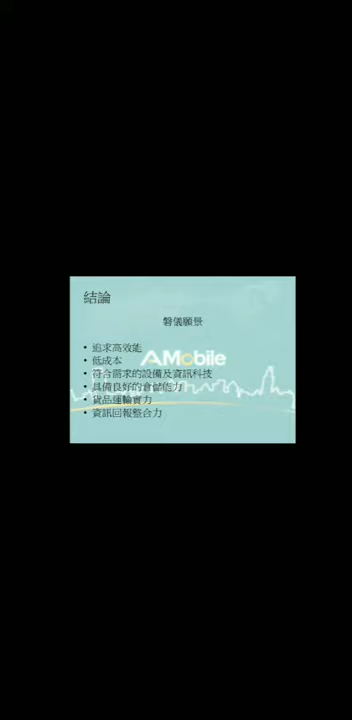 結論
磐儀願景
• 追求高效能
• 低成本
AMobile
• 符合需求的設備及資訊科技
• 具備良好的倉儲能力
• 貨品運輸實力
• 資訊回報整合力